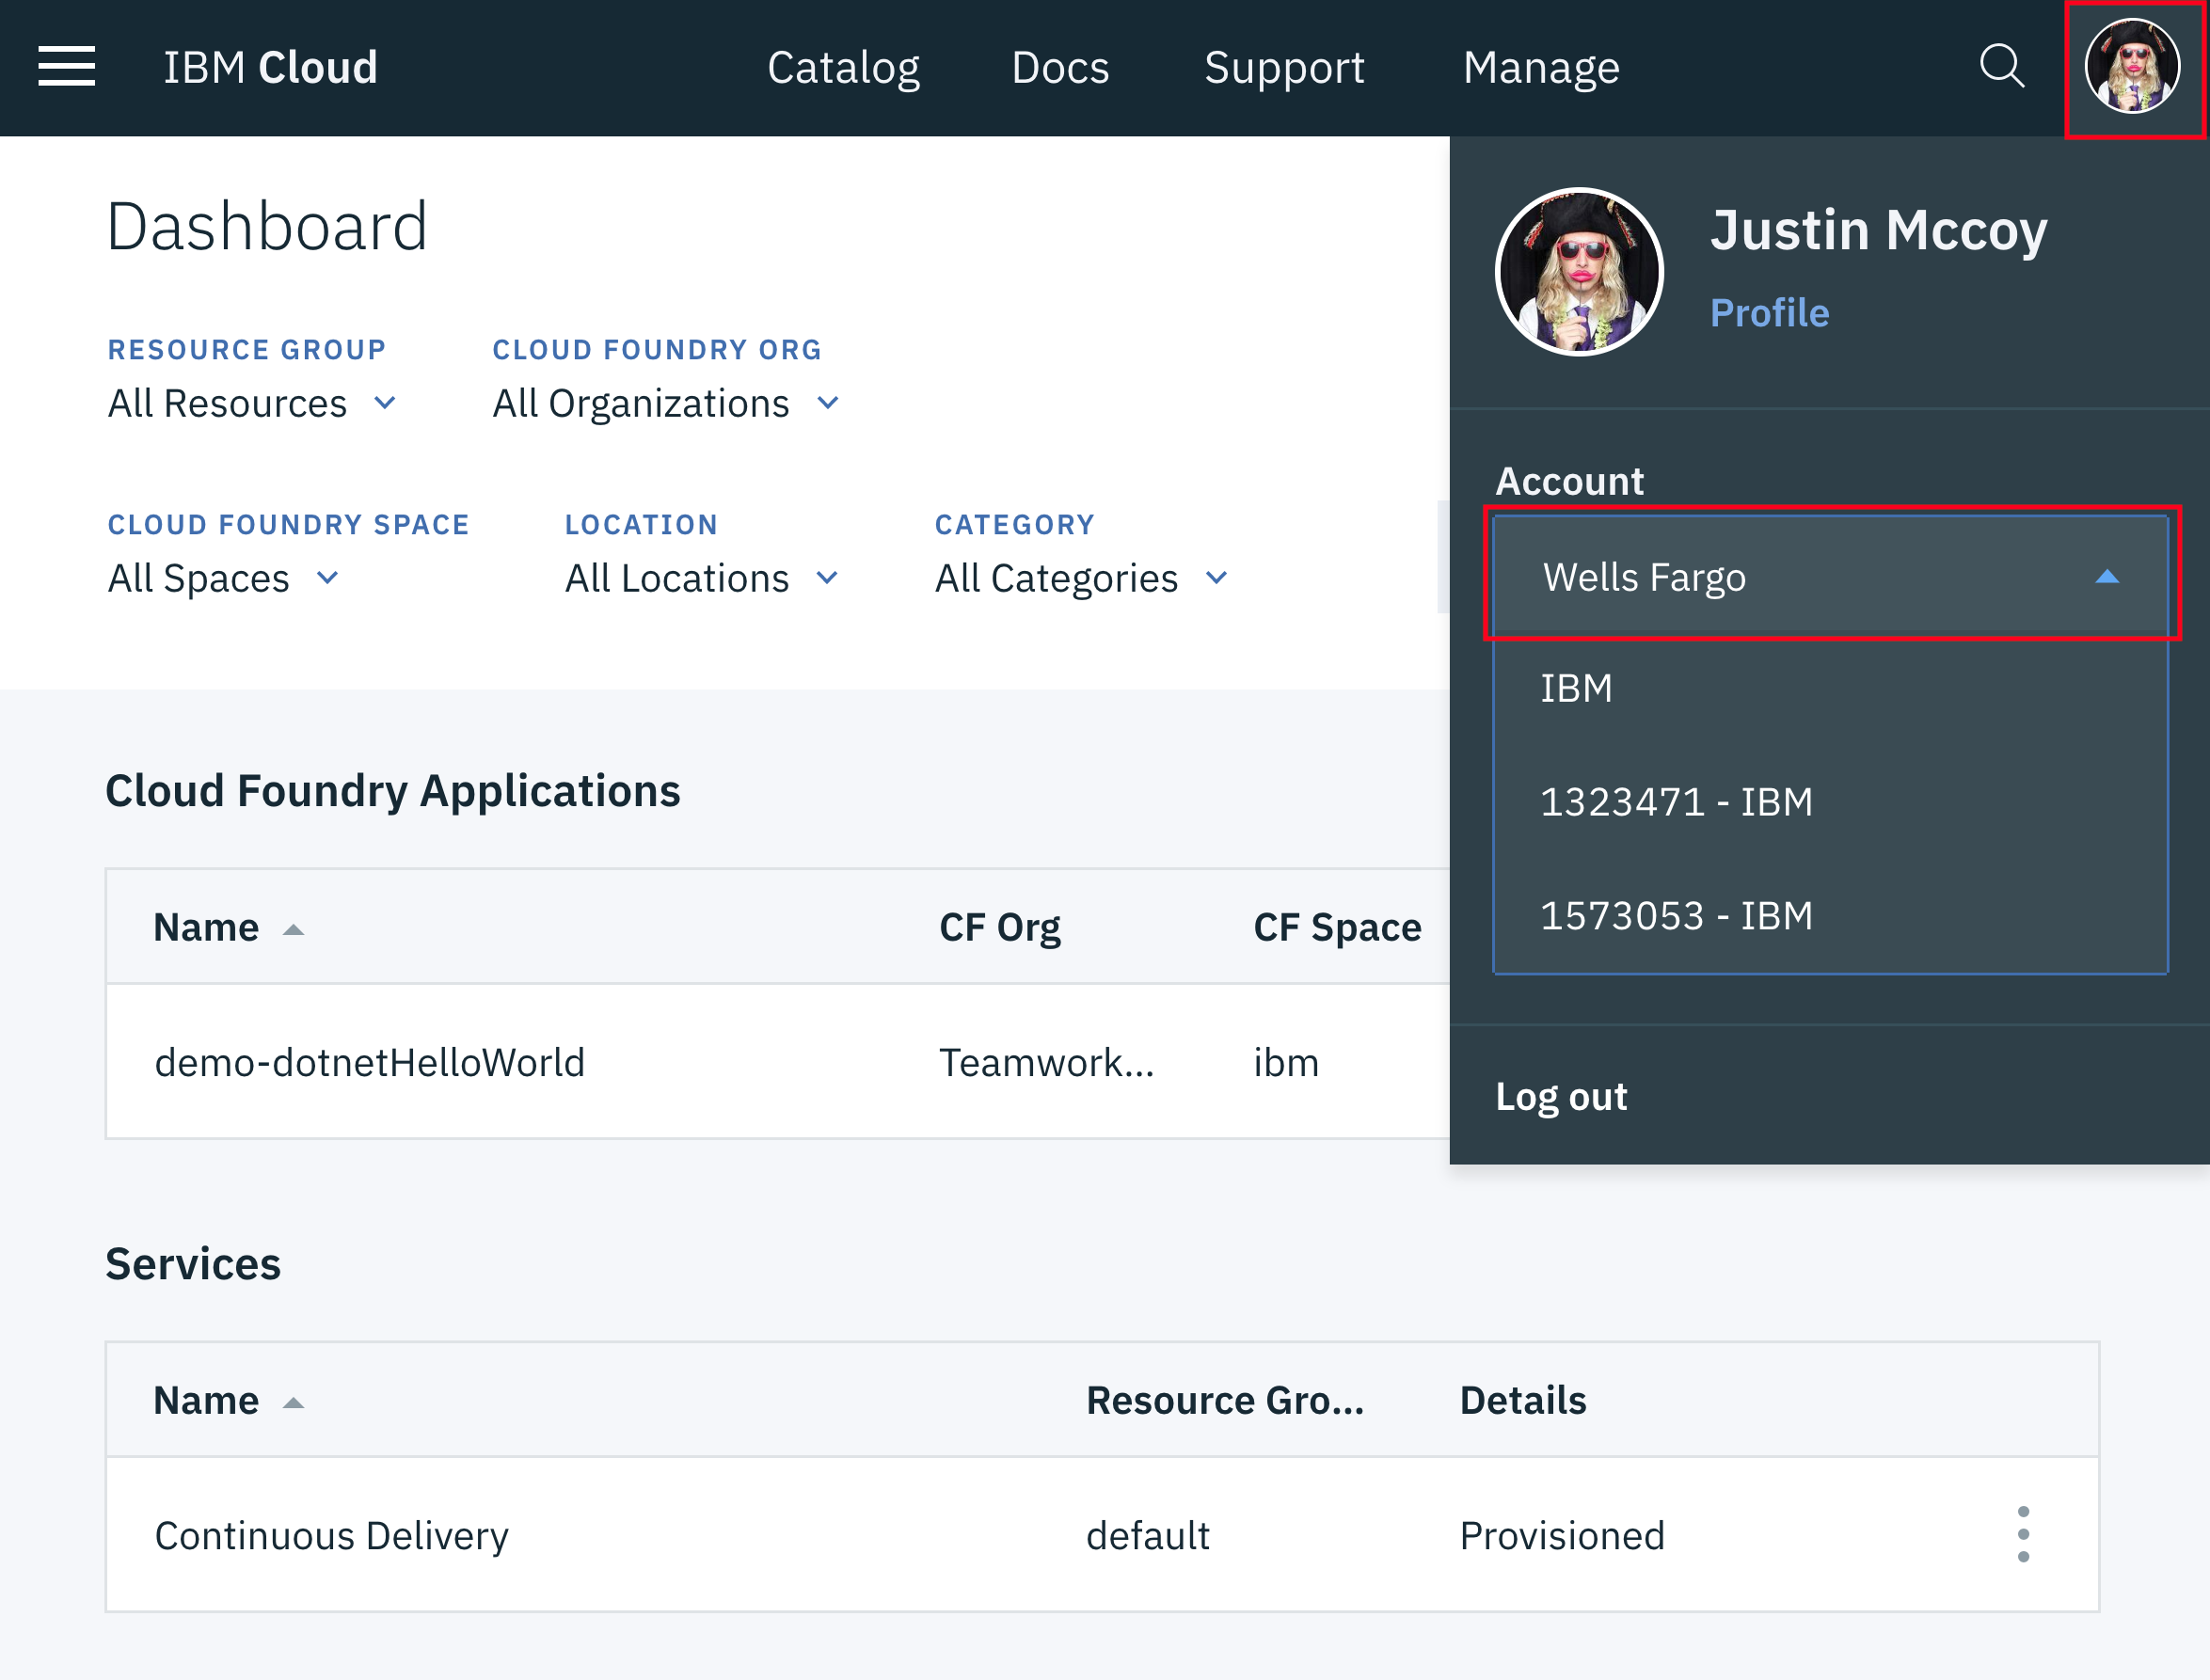 IBM Cloud Catalog Docs Support Manage
Dashboard
RESOURCE GROUP CLOUD FOUNDRY ORG
All Resources All Organizations
CLOUD FOUNDRY SPACE LOCATION CATEGORY
All Spaces All Locations All Categories
Justin Mccoy
Profile
Account
Wells Fargo
IBM
1323471 - IBM
1573053 - IBM
Log out
Cloud Foundry Applications
Name CF Org CF Space
demo-dotnetHelloWorld Teamwork... ibm
Services
Name Resource Gro... Details
Continuous Delivery default Provisioned